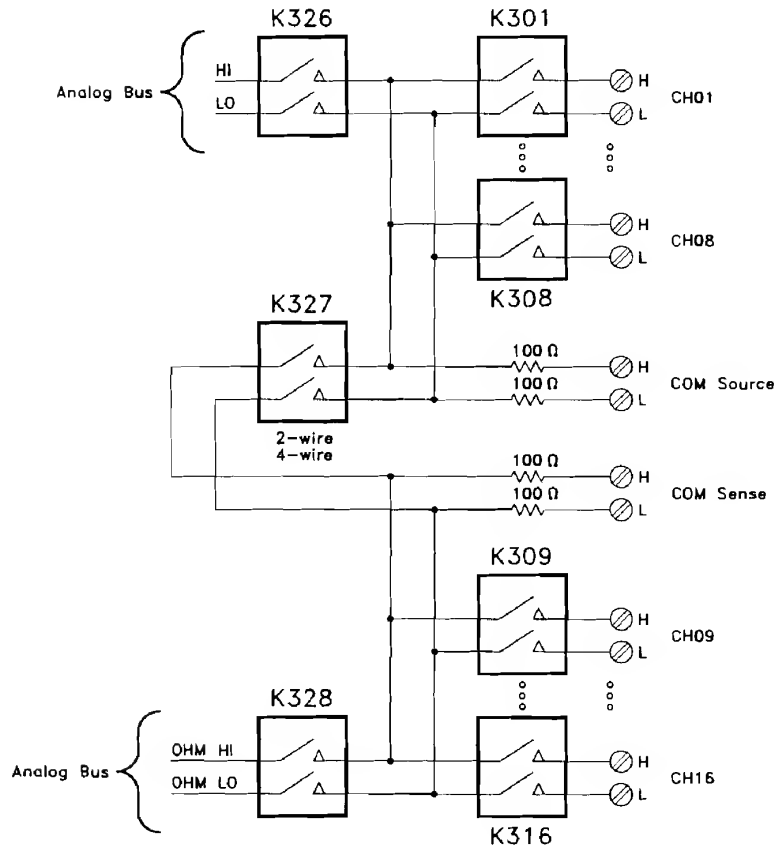 K326
K301
Analog Bus
HI
LO
H
L
CH01
H
L
CH08
K308
K327
2-wire
4-wire
100 Ω
H
100 Ω
L
COM Source
100 Ω
H
100 Ω
L
COM Sense
K309
H
L
CH09
K328
Analog Bus
OHM HI
OHM LO
H
L
CH16
K316